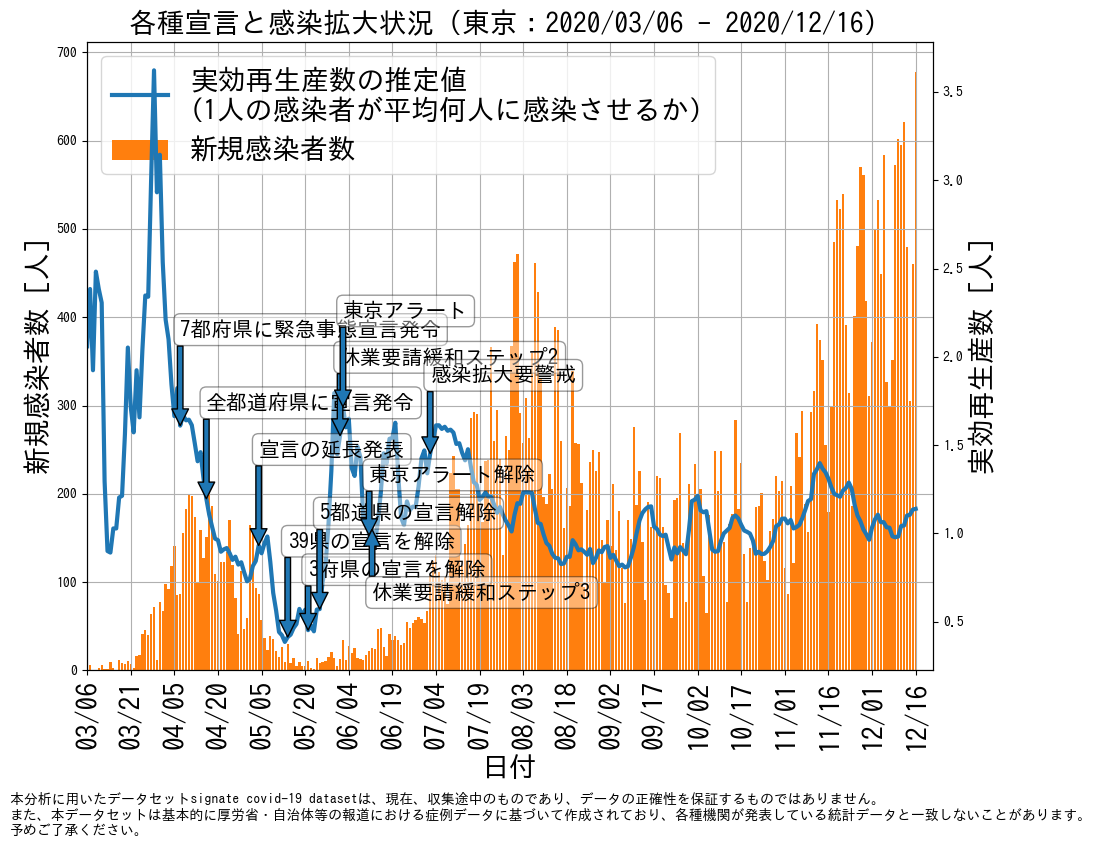 各種宣言と感染拡大状況 (東京：2020/03/06 - 2020/12/16)
実効再生産数の推定値
(1人の感染者が平均何人に感染させるか)
新規感染者数
新規感染者数 [人]
700
600
500
400
300
200
100
0
実効再生産数 [人]
3.5
3.0
2.5
2.0
1.5
1.0
0.5
東京アラート
7都府県に緊急事態宣言発令
休業要請緩和ステップ2
感染拡大要警戒
全都道府県に宣言発令
宣言の延長発表
東京アラート解除
5都道県の宣言解除
39県の宣言を解除
3府県の宣言を解除
休業要請緩和ステップ3
03/06
03/21
04/05
04/20
05/05
05/20
06/04
06/19
07/04
07/19
08/03
08/18
09/02
09/17
10/02
10/17
11/01
11/16
12/01
12/16
日付
本分析に用いたデータセットsignate covid-19 datasetは、現在、収集途中のものであり、データの正確性を保証するものではありません。
また、本データセットは基本的に厚労省・自治体等の報道における症例データに基づいて作成されており、各種機関が発表している統計データと一致しないことがあります。
予めご了承ください。